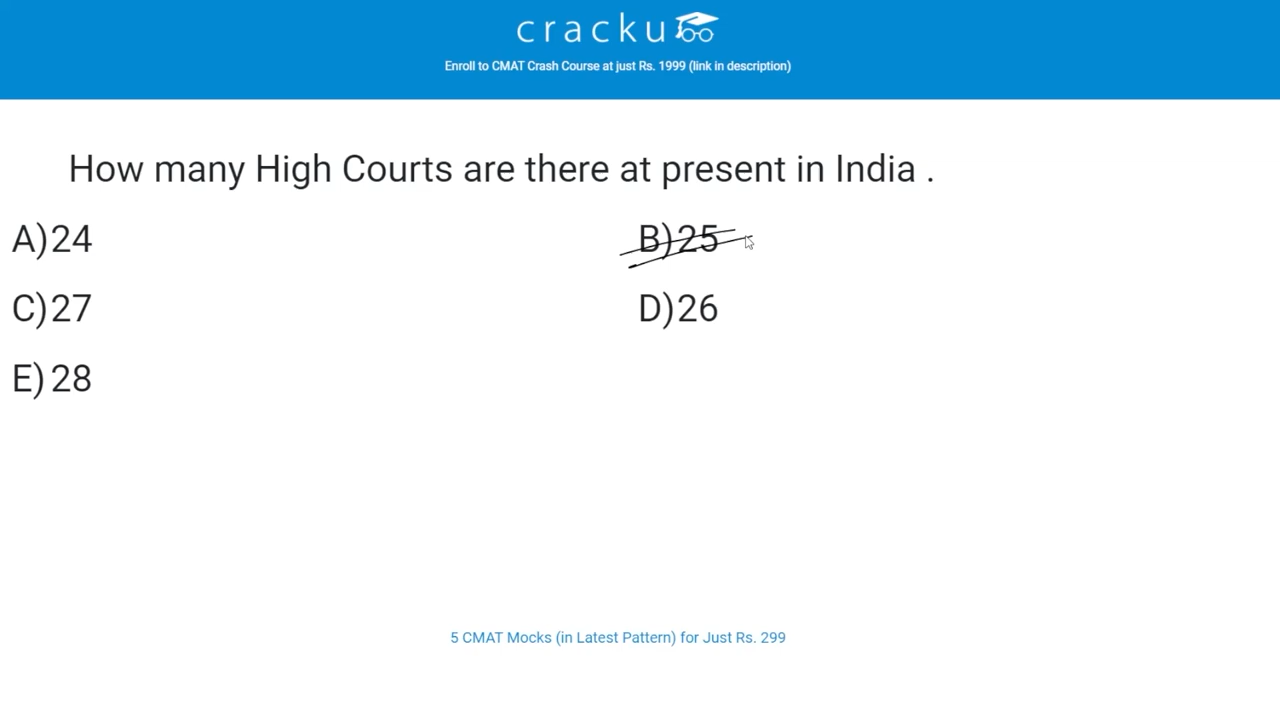 cracku
Enroll to CMAT Crash Course at just Rs. 1999 (link in description)
How many High Courts are there at present in India .
A)24
B)25
C)27
D)26
E)28
5 CMAT Mocks (in Latest Pattern) for Just Rs. 299